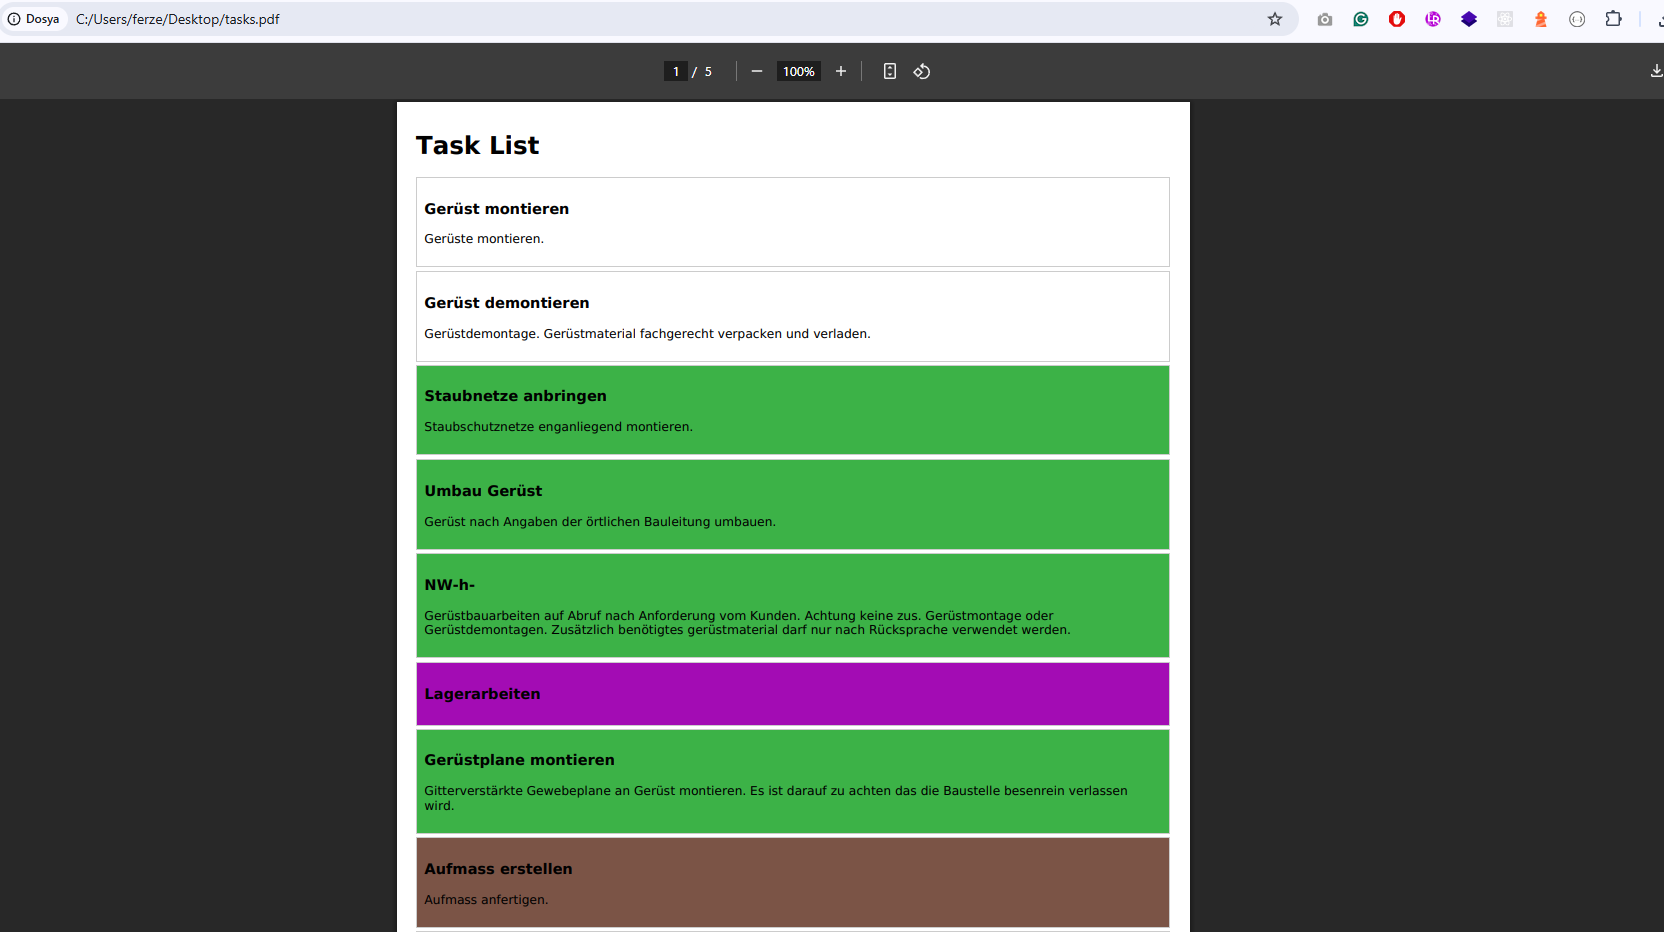 Dosya
C:/Users/ferze/Desktop/tasks.pdf
1 / 5
100%
Task List
Gerüst montieren
Gerüste montieren.
Gerüst demontieren
Gerüstdemontage. Gerüstmaterial fachgerecht verpacken und verladen.
Staubnetze anbringen
Staubschutznetze enganliegend montieren.
Umbau Gerüst
Gerüst nach Angaben der örtlichen Bauleitung umbauen.
NW-h-
Gerüstbauarbeiten auf Abruf nach Anforderung vom Kunden. Achtung keine zus. Gerüstmontage oder
Gerüstdemontagen. Zusätzlich benötigtes gerüstmaterial darf nur nach Rücksprache verwendet werden.
Lagerarbeiten
Gerüstplane montieren
Gitterverstärkte Gewebeplane an Gerüst montieren. Es ist darauf zu achten das die Baustelle besenrein verlassen
wird.
Aufmass erstellen
Aufmass anfertigen.